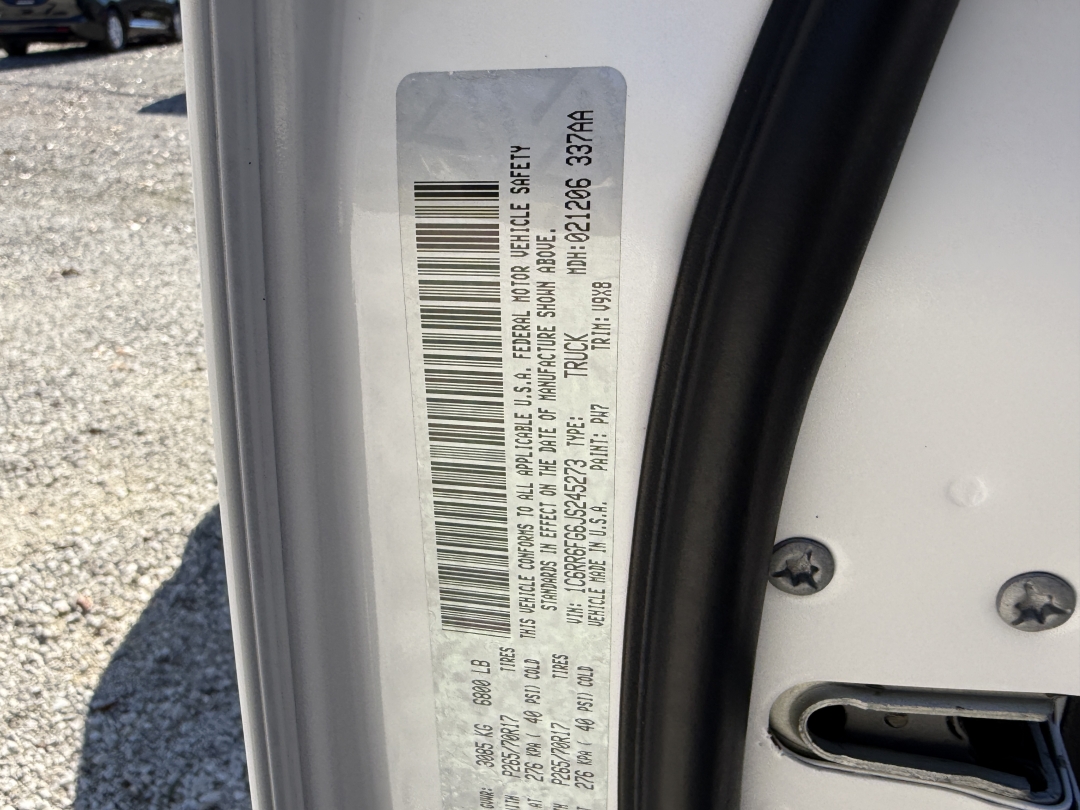 GVWR: 3085 KG 6800 LB
P265/70R17 TIRES
276 KPA ( 40 PSI) COLD
P265/70R17 TIRES
276 KPA ( 40 PSI) COLD
THIS VEHICLE CONFORMS TO ALL APPLICABLE U.S.A. FEDERAL MOTOR VEHICLE SAFETY
STANDARDS IN EFFECT ON THE DATE OF MANUFACTURE SHOWN ABOVE.
VIN: 1C6RR6FG6JS245273 TYPE: TRUCK MDH:021206 337AA
VEHICLE MADE IN U.S.A. PAINT: PW7 TRIM: V9X8